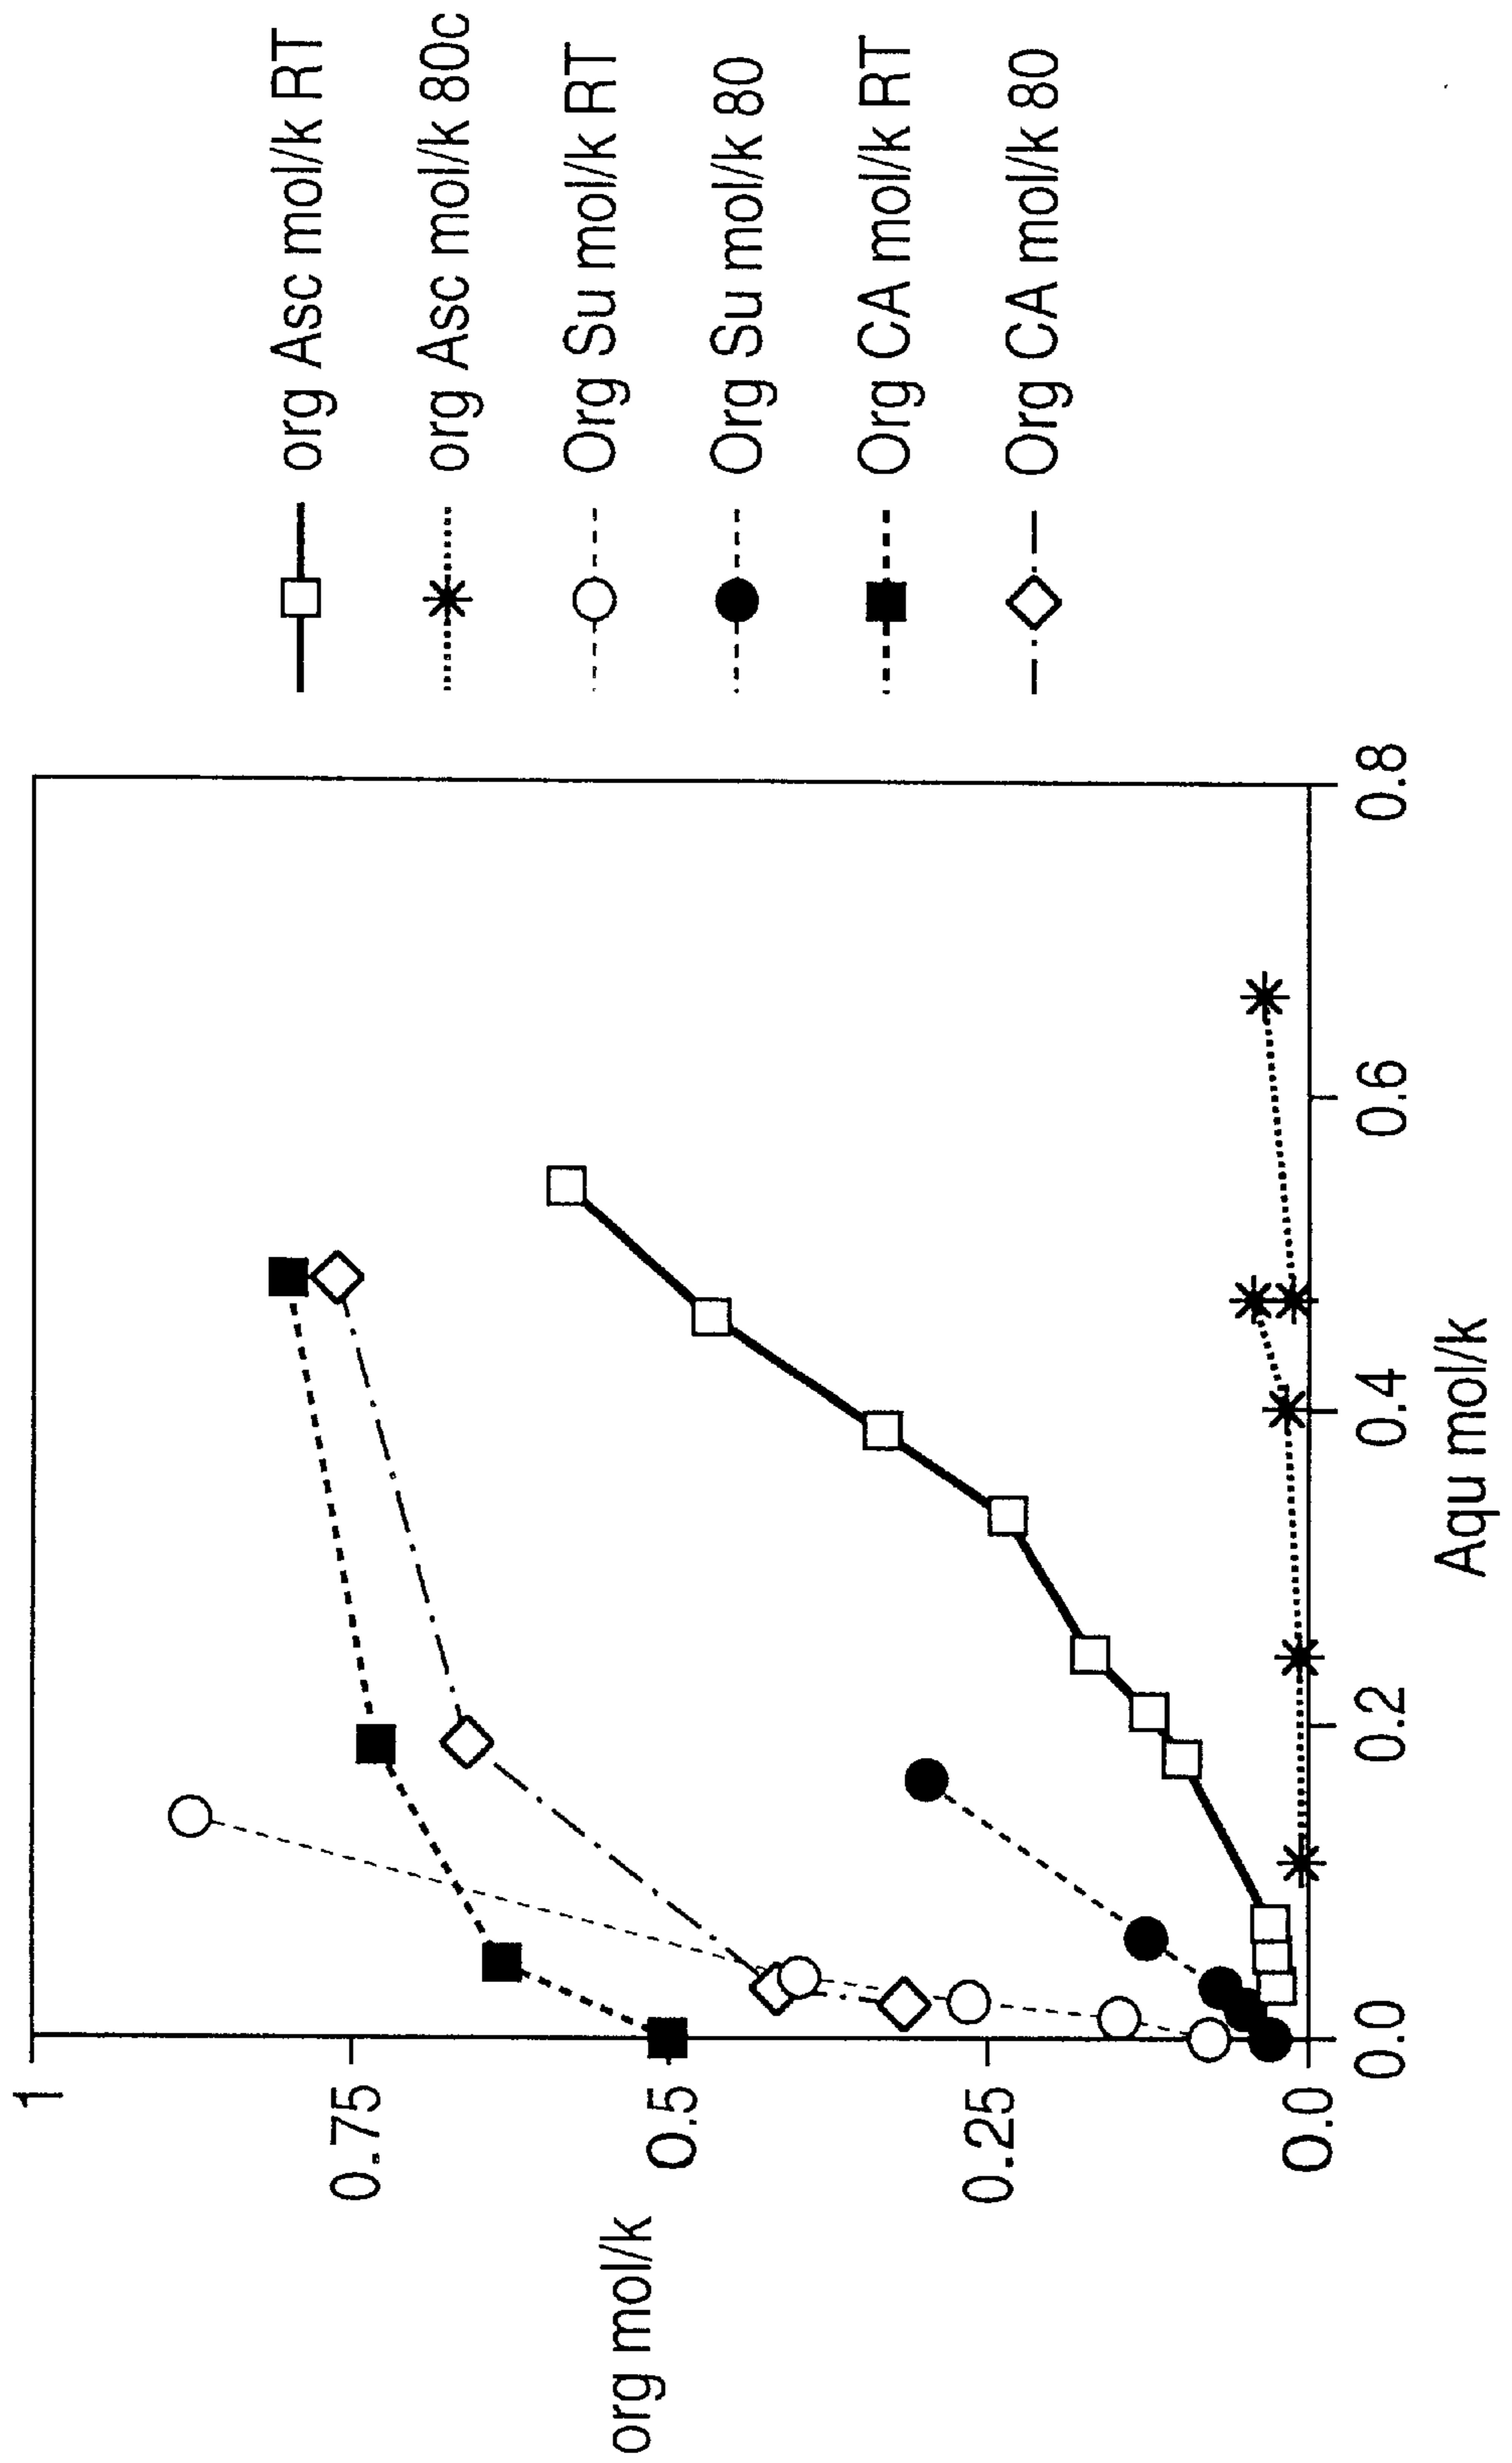 org mol/k
1
0.75
0.5
0.25
0.0
0.0
0.2
0.4
0.6
0.8
Aqu mol/k
org Asc mol/k RT
org Asc mol/k 80c
Org Su mol/k RT
Org Su mol/k 80
Org CA mol/k RT
Org CA mol/k 80